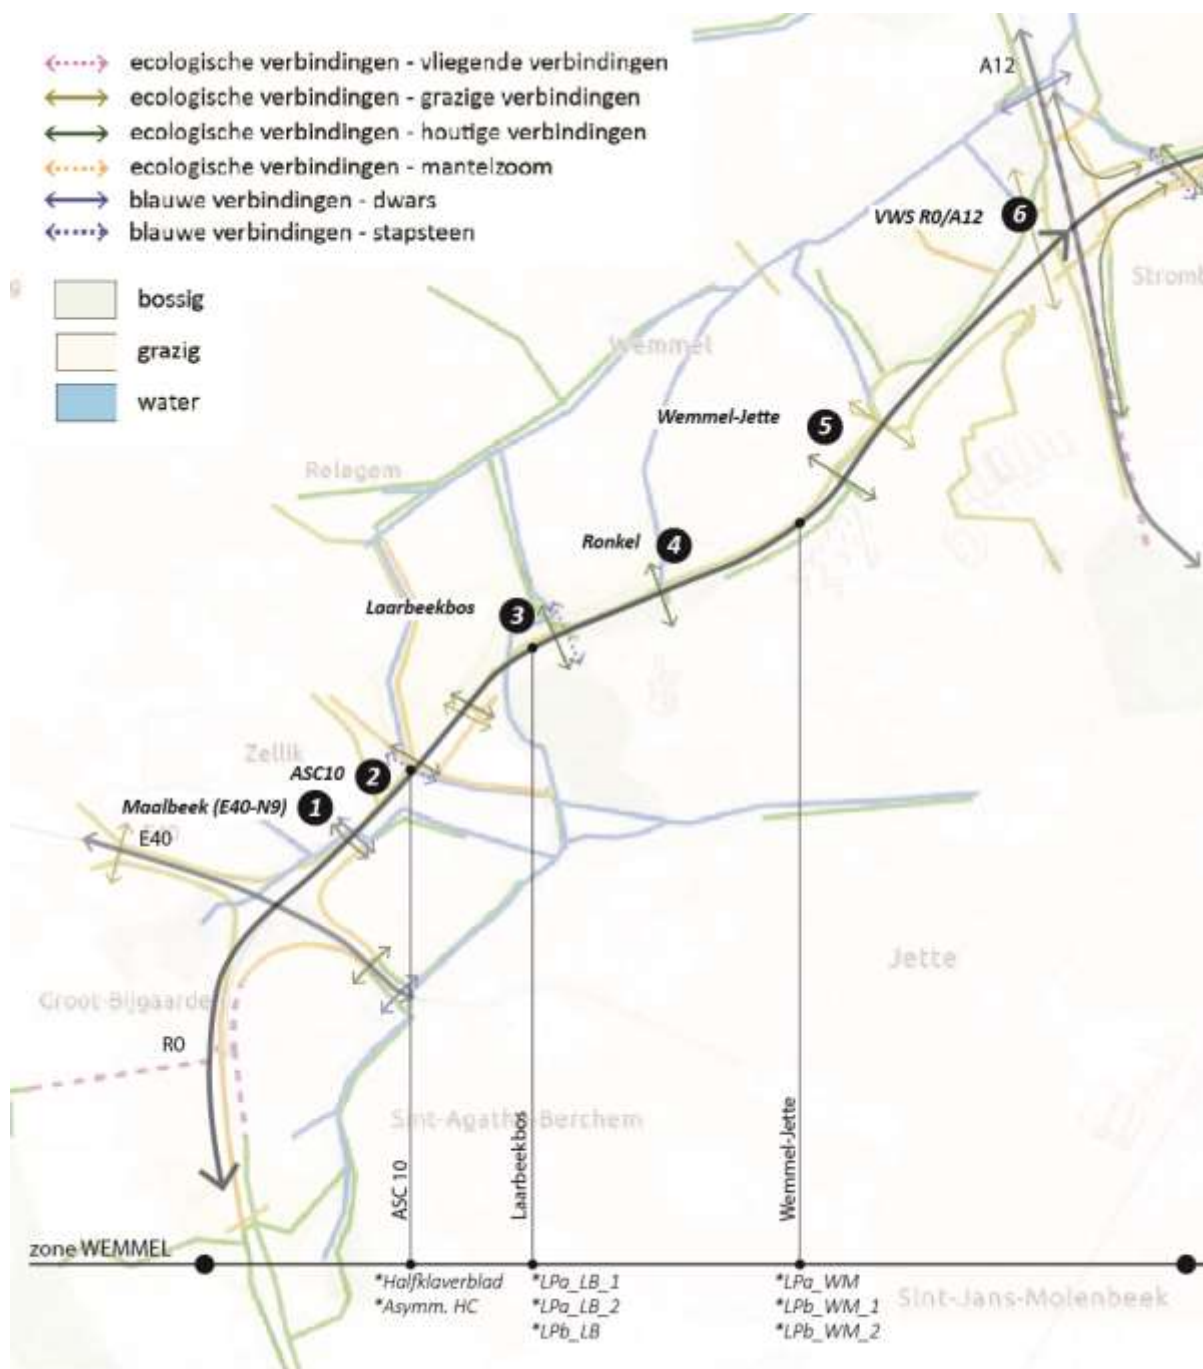 ecologische verbindingen - vliegende verbindingen
ecologische verbindingen - grazige verbindingen
ecologische verbindingen - houtige verbindingen
ecologische verbindingen - mantelzoom
blauwe verbindingen - dwars
blauwe verbindingen - stapsteen
bossig
grazig
water
A12
VWS R0/A12
6
Wemmel
Wemmel-Jette
5
Relegem
Ronkel
4
Laarbeekbos
3
Zellik
ASC10
2
Maalbeek (E40-N9)
1
E40
Jette
Groot-Bijgaarde
R0
Sint-Agatha-Berchem
ASC 10
Laarbeekbos
Wemmel-Jette
zone WEMMEL
*Halfklaverblad
*Asymm. HC
*LPa_LB_1
*LPa_LB_2
*LPb_LB
*LPa_WM
*LPb_WM_1
*LPb_WM_2
Sint-Jans-Molenbeek